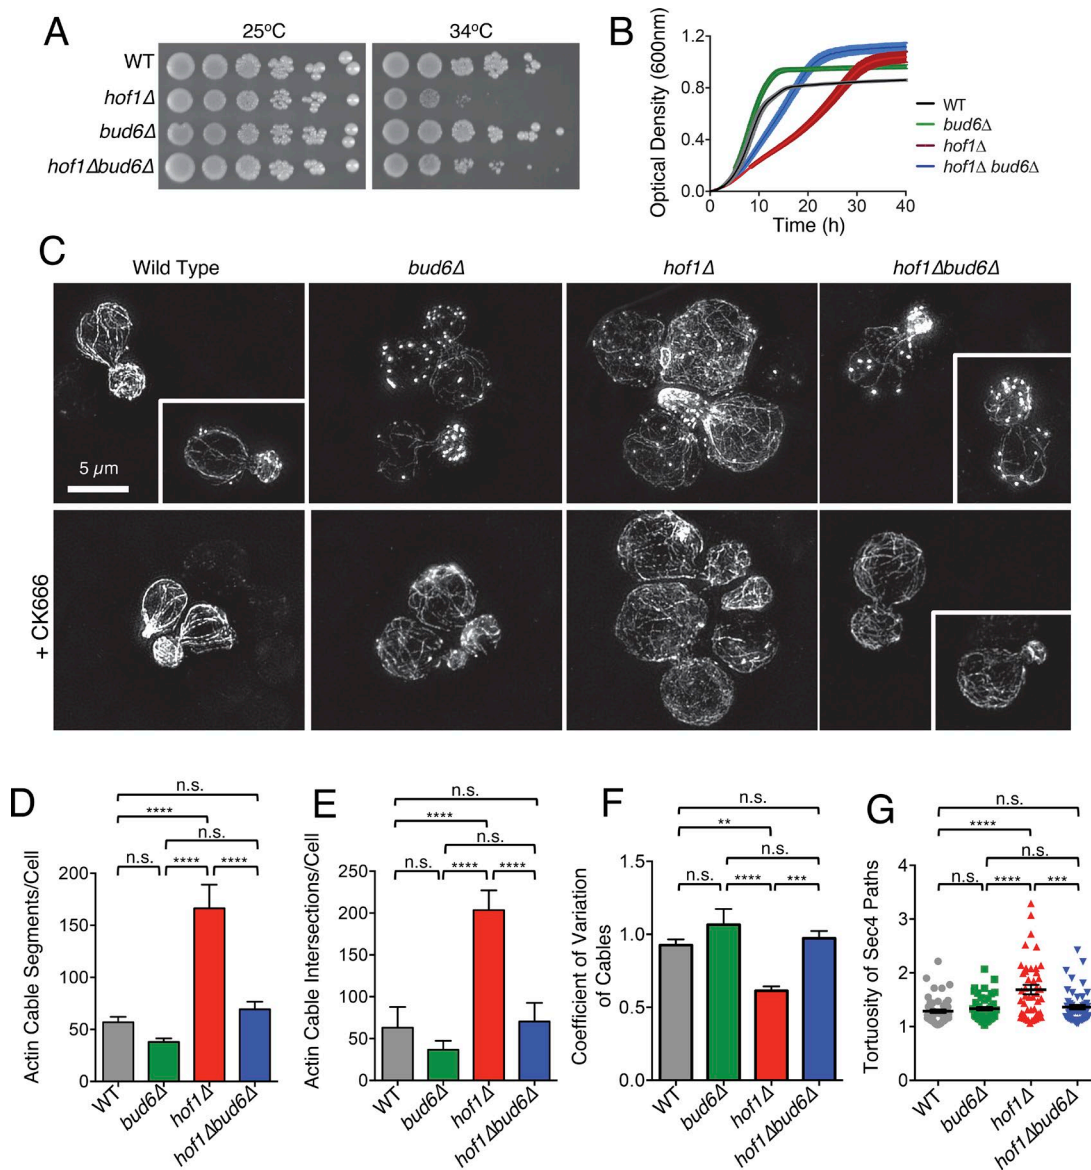 A
25ºC
34ºC
WT
hof1Δ
bud6Δ
hof1Δbud6Δ
B
Optical Density (600nm)
1.2
0.8
0.4
0.0
0
10
20
30
40
Time (h)
WT
bud6Δ
hof1Δ
hof1Δ bud6Δ
C
Wild Type
bud6Δ
hof1Δ
hof1Δbud6Δ
5 µm
+ CK666
D
Actin Cable Segments/Cell
n.s.
****
n.s.
n.s.
****
****
200
150
100
50
0
WT
bud6Δ
hof1Δ
hof1Δbud6Δ
E
Actin Cable Intersections/Cell
n.s.
****
n.s.
n.s.
****
****
250
200
150
100
50
0
WT
bud6Δ
hof1Δ
hof1Δbud6Δ
F
Coefficient of Variation
of Cables
n.s.
**
n.s.
n.s.
****
***
1.5
1.0
0.5
0.0
WT
bud6Δ
hof1Δ
hof1Δbud6Δ
G
Tortuosity of Sec4 Paths
n.s.
****
n.s.
n.s.
****
***
4
3
2
1
0
WT
bud6Δ
hof1Δ
hof1Δbud6Δ